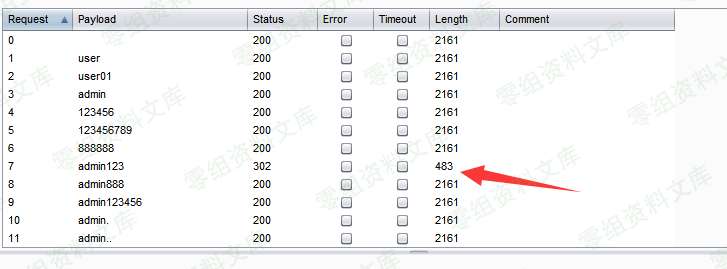 Request Payload Status Error Timeout Length Comment
0 200 2161
1 user 200 2161
2 user01 200 2161
3 admin 200 2161
4 123456 200 2161
5 123456789 200 2161
6 888888 200 2161
7 admin123 302 483
8 admin888 200 2161
9 admin123456 200 2161
10 admin. 200 2161
11 admin.. 200 2161
零组资料文库